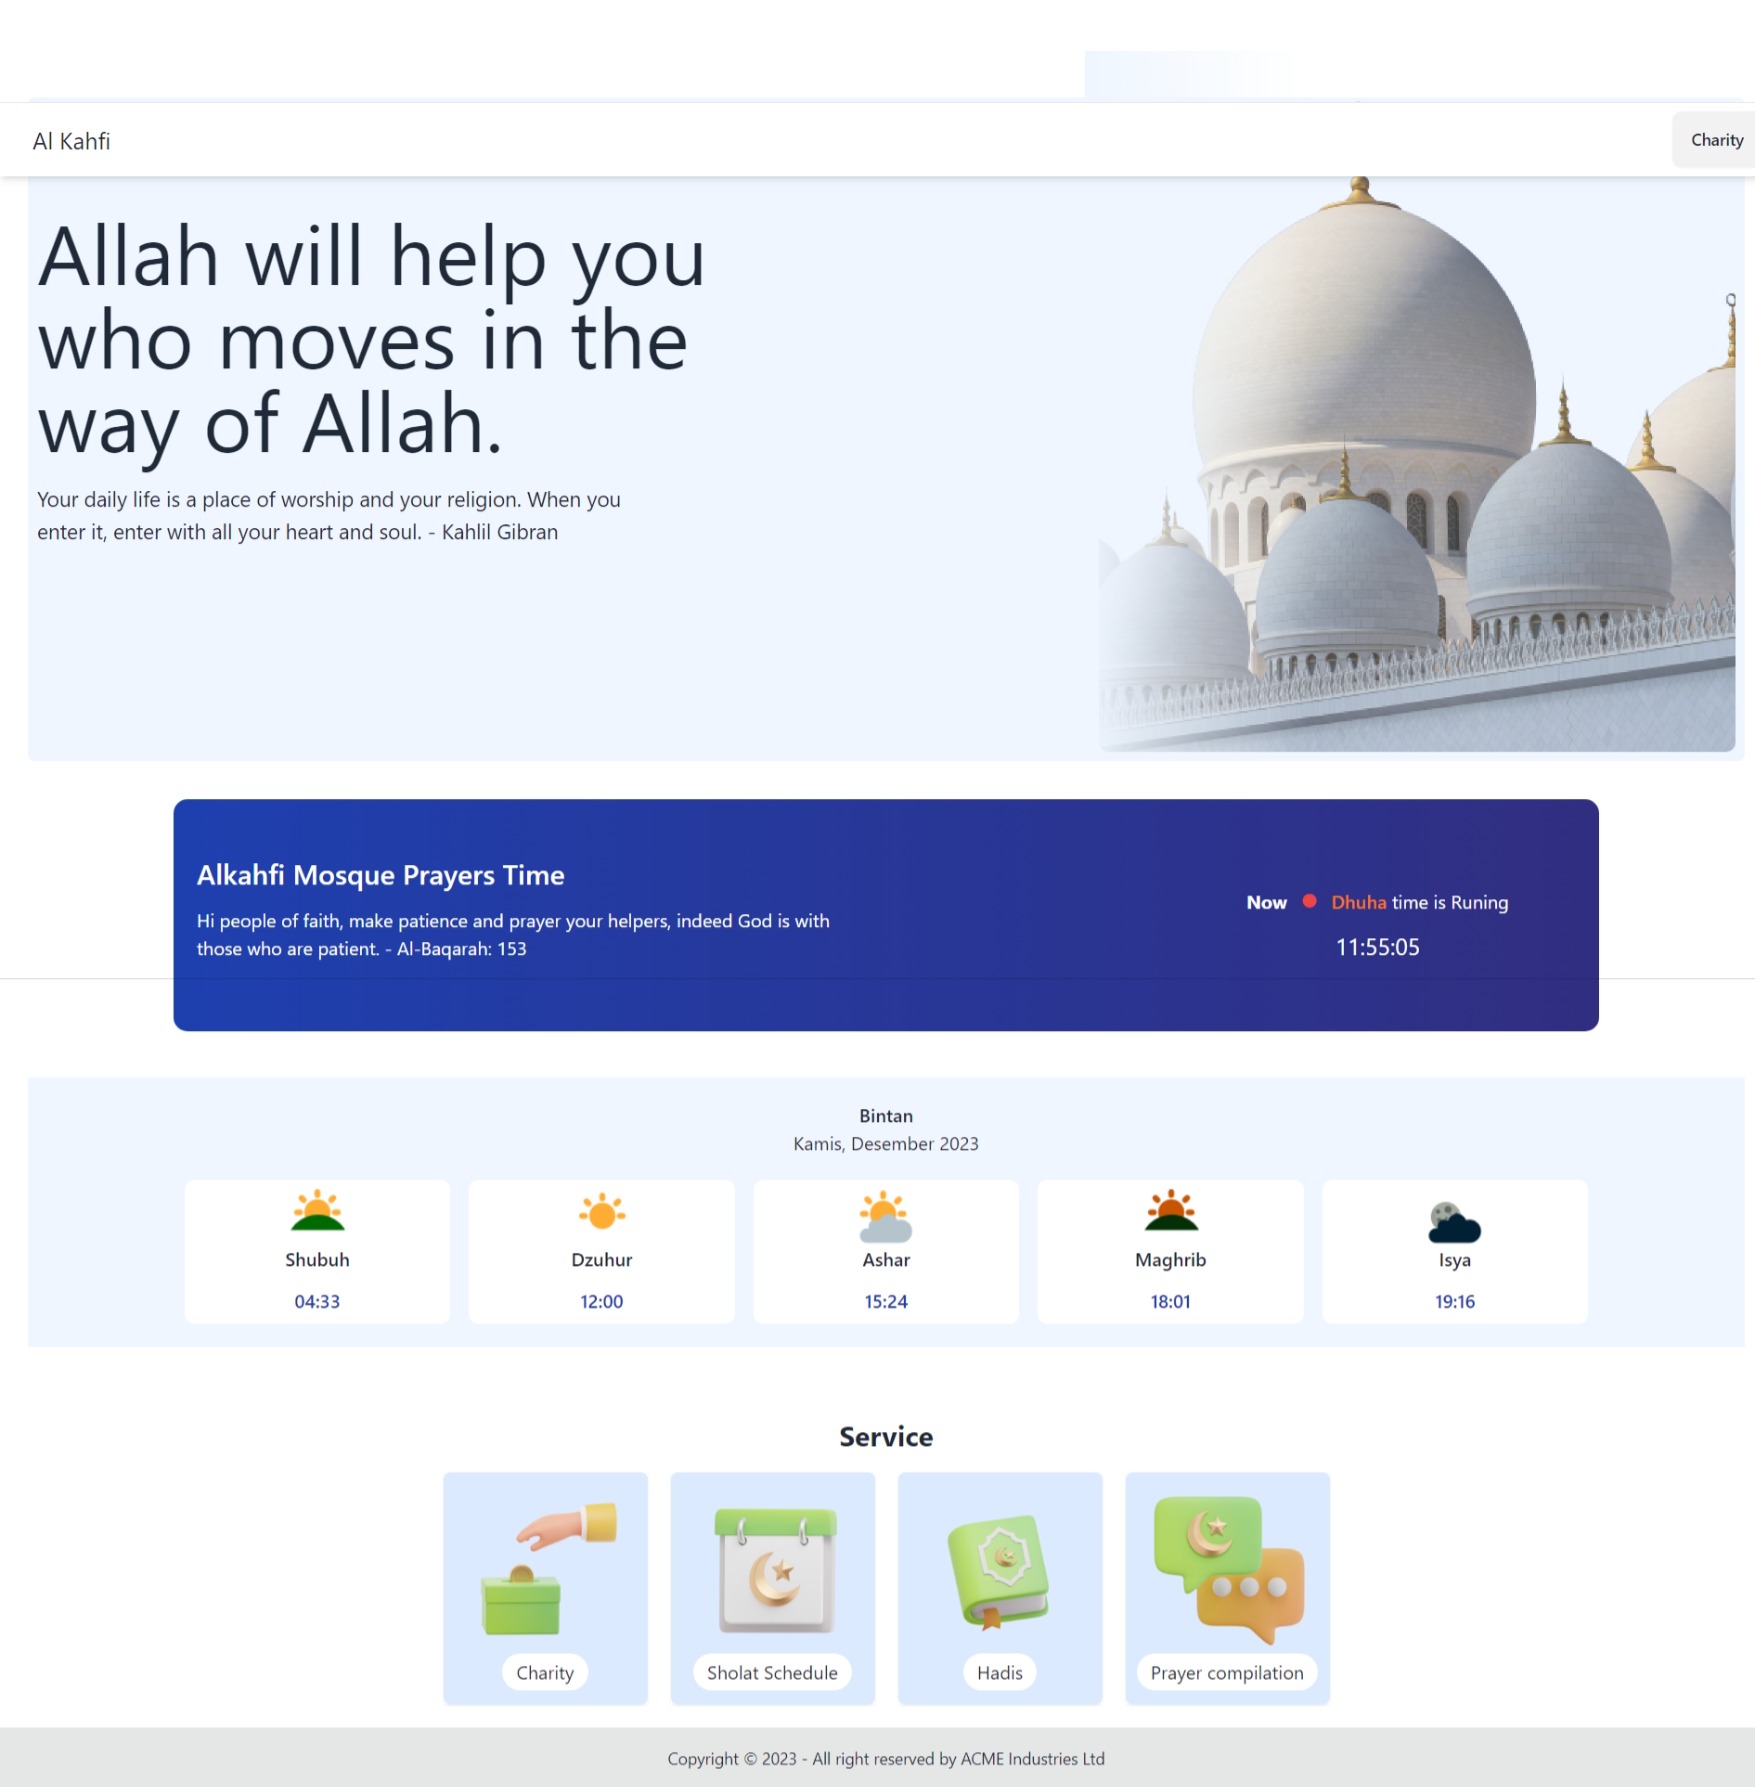 Al Kahfi
Charity
Allah will help you
who moves in the
way of Allah.
Your daily life is a place of worship and your religion. When you
enter it, enter with all your heart and soul. - Kahlil Gibran
Alkahfi Mosque Prayers Time
Hi people of faith, make patience and prayer your helpers, indeed God is with
those who are patient. - Al-Baqarah: 153
Now Dhuha time is Runing
11:55:05
Bintan
Kamis, Desember 2023
Shubuh
04:33
Dzuhur
12:00
Ashar
15:24
Maghrib
18:01
Isya
19:16
Service
Charity
Sholat Schedule
Hadis
Prayer compilation
Copyright © 2023 - All right reserved by ACME Industries Ltd